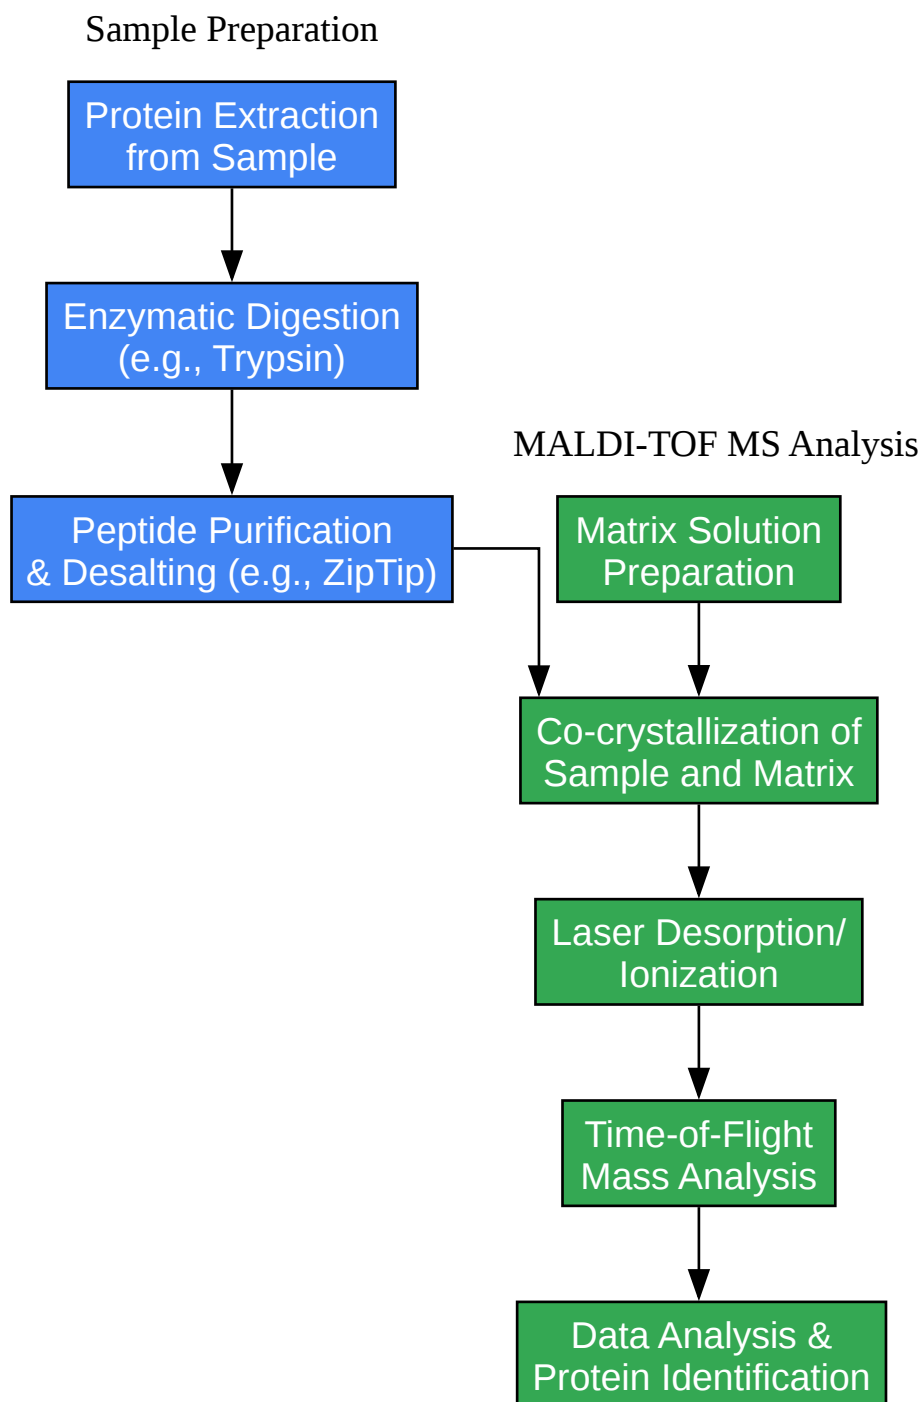 Sample Preparation
Protein Extraction
from Sample
Enzymatic Digestion
(e.g., Trypsin)
Peptide Purification
& Desalting (e.g., ZipTip)
MALDI-TOF MS Analysis
Matrix Solution
Preparation
Co-crystallization of
Sample and Matrix
Laser Desorption/
Ionization
Time-of-Flight
Mass Analysis
Data Analysis &
Protein Identification